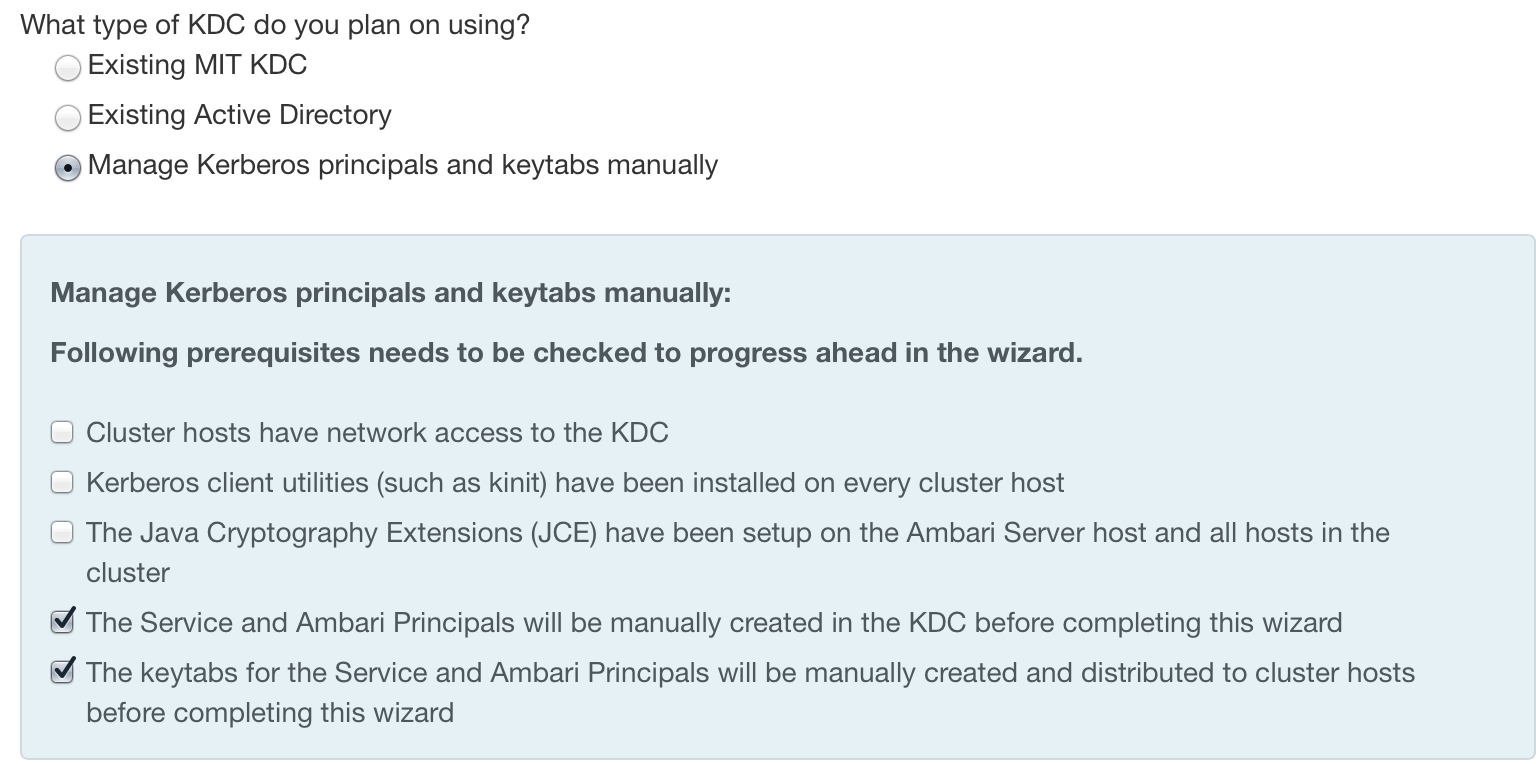 What type of KDC do you plan on using?
Existing MIT KDC
Existing Active Directory
Manage Kerberos principals and keytabs manually
Manage Kerberos principals and keytabs manually:
Following prerequisites needs to be checked to progress ahead in the wizard.
Cluster hosts have network access to the KDC
Kerberos client utilities (such as kinit) have been installed on every cluster host
The Java Cryptography Extensions (JCE) have been setup on the Ambari Server host and all hosts in the
cluster
The Service and Ambari Principals will be manually created in the KDC before completing this wizard
The keytabs for the Service and Ambari Principals will be manually created and distributed to cluster hosts
before completing this wizard